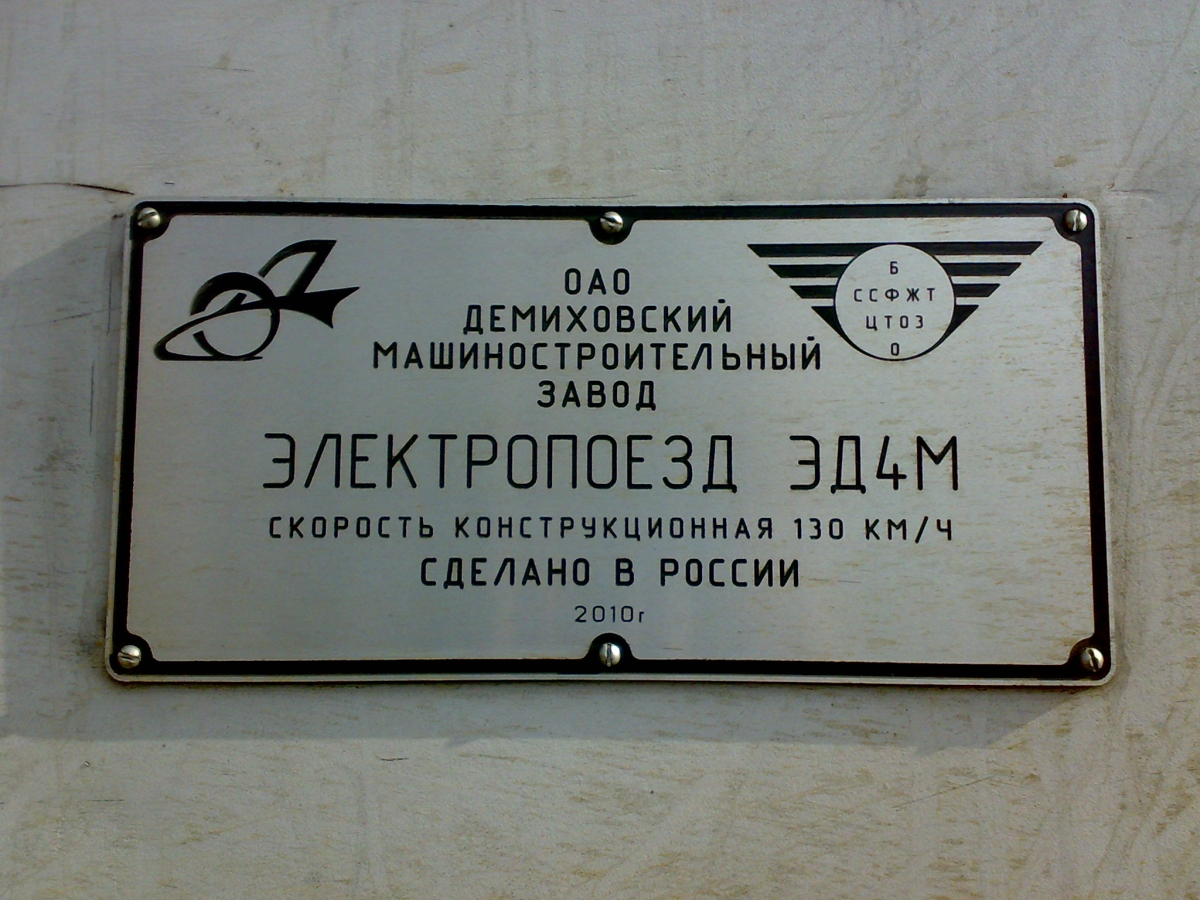 ОАО
ДЕМИХОВСКИЙ
МАШИНОСТРОИТЕЛЬНЫЙ
ЗАВОД
Б
ССФЖТ
ЦТОЗ
О
ЭЛЕКТРОПОЕЗД ЭД4М
СКОРОСТЬ КОНСТРУКЦИОННАЯ 130 КМ/Ч
СДЕЛАНО В РОССИИ
2010г